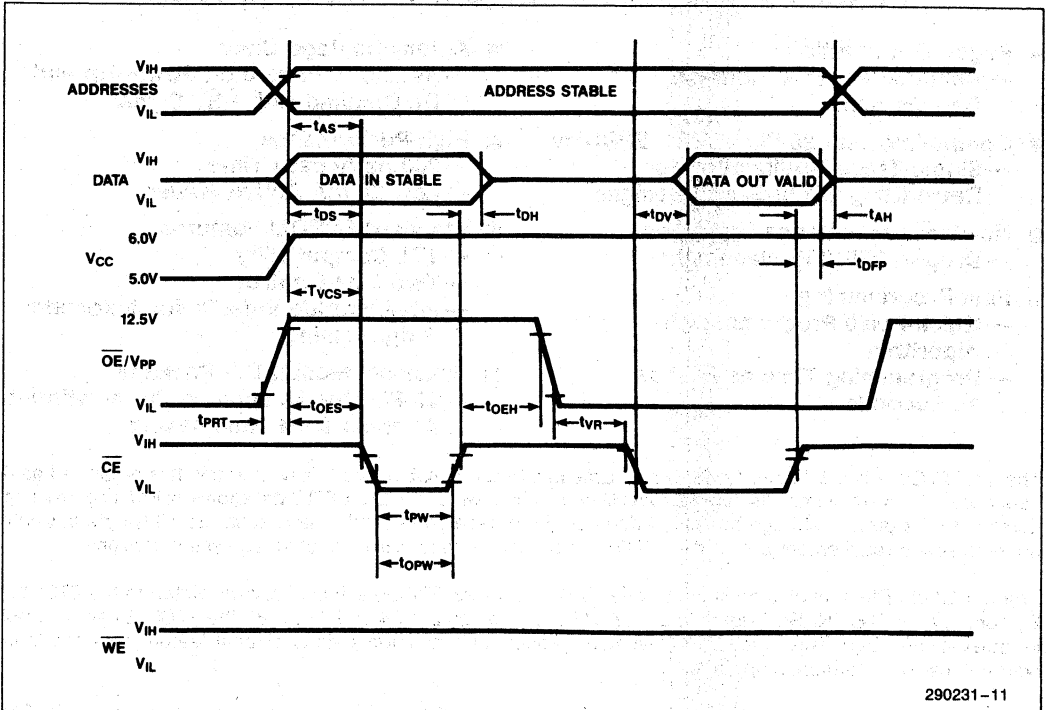 VIH
ADDRESSES
ADDRESS STABLE
VIL
tAS
VIH
DATA
DATA IN STABLE
DATA OUT VALID
VIL
tDS
tDH
tDV
tAH
6.0V
VCC
5.0V
tDFP
TVCS
12.5V
OE/VPP
VIL
tPRT
tOES
tOEH
tVR
VIH
CE
VIL
tPW
tOPW
VIH
WE
VIL
290231-11